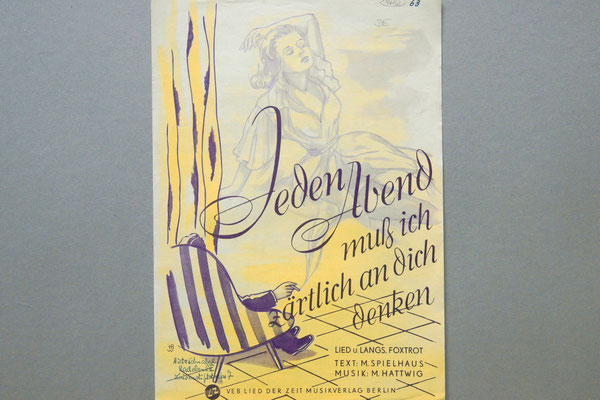 63
Jeden Abend
muß ich
zärtlich an dich
denken
LIED u. LANGS. FOXTROT
TEXT: M. SPIELHAUS
MUSIK: M. HATTWIG
VEB LIED DER ZEIT MUSIKVERLAG BERLIN